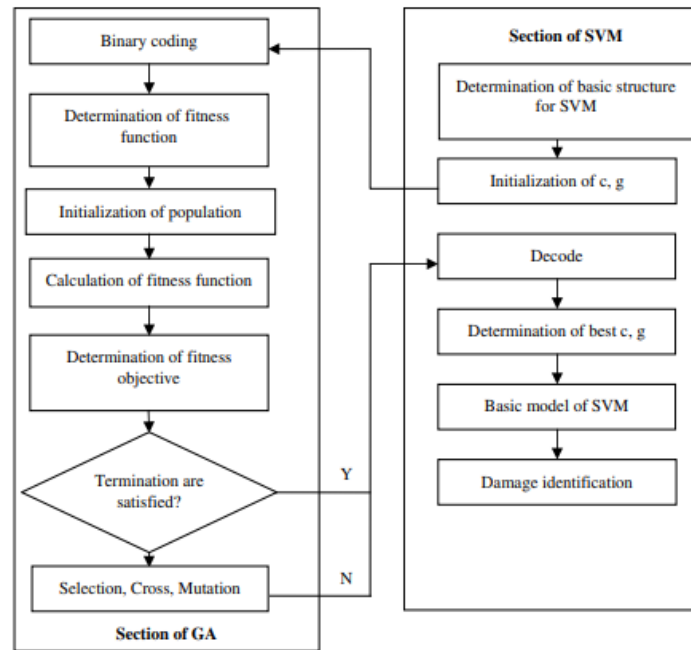 Binary coding
Determination of fitness
function
Initialization of population
Calculation of fitness function
Determination of fitness
objective
Termination are
satisfied?
Y
Selection, Cross, Mutation
N
Section of GA
Section of SVM
Determination of basic structure
for SVM
Initialization of c, g
Decode
Determination of best c, g
Basic model of SVM
Damage identification